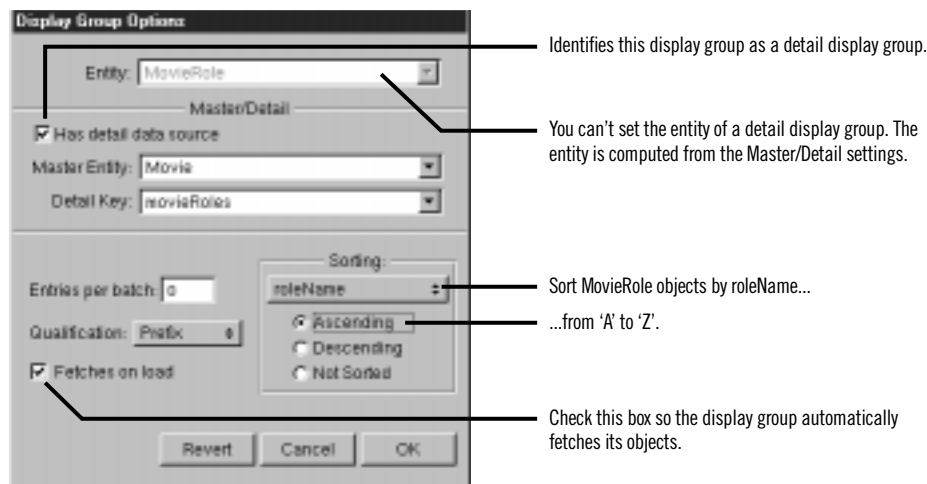 Display Group Options
Identifies this display group as a detail display group.
Entity: MovieRole
Master/Detail
Has detail data source
You can't set the entity of a detail display group. The
entity is computed from the Master/Detail settings.
Master Entity: Movie
Detail Key: movieRoles
Sorting:
Entries per batch: 0
roleName
Sort MovieRole objects by roleName...
Ascending
...from 'A' to 'Z'.
Qualification: Prefix
Descending
Fetches on load
Not Sorted
Check this box so the display group automatically
fetches its objects.
Revert
Cancel
OK